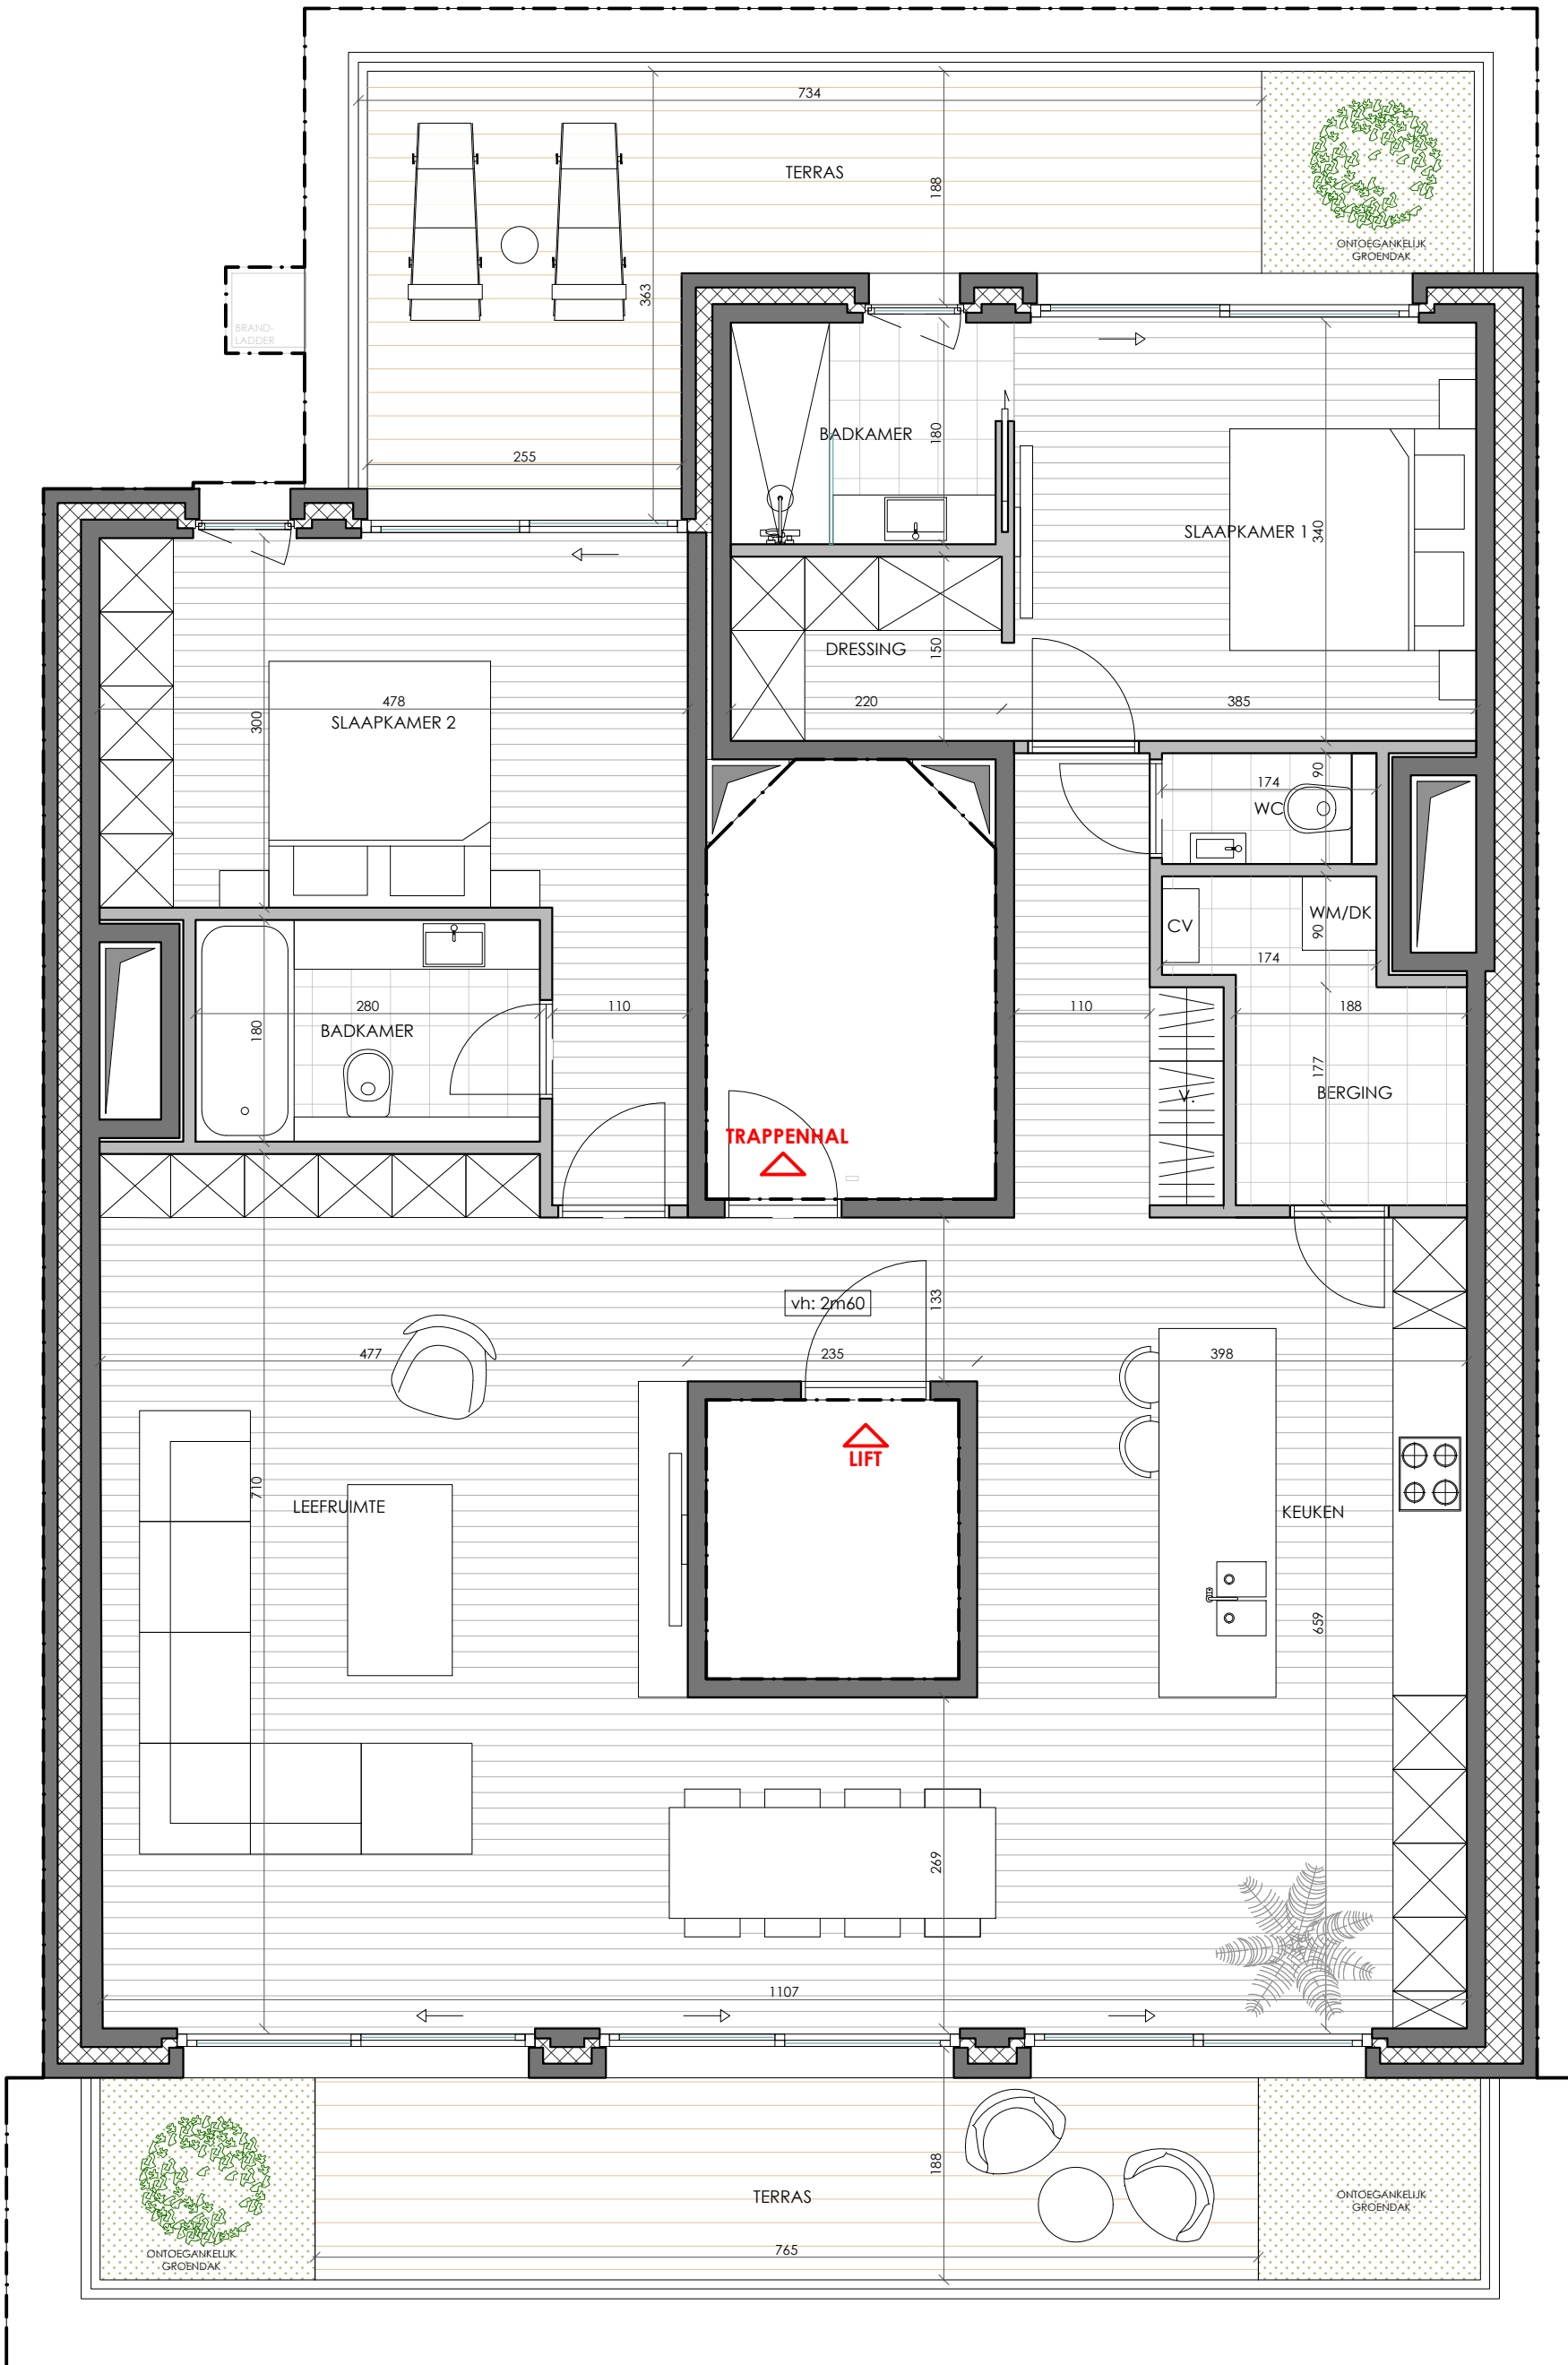 734
TERRAS
188
ONTOEGANKELIJK
GROENDAK
363
BRAND-
LADDER
BADKAMER
180
255
SLAAPKAMER 1
340
DRESSING
150
478
220
385
300
SLAAPKAMER 2
90
174
WC
CV
WM/DK
90
174
280
110
110
188
BADKAMER
180
177
V.
BERGING
TRAPPENHAL
vh: 2m60
133
477
235
398
LIFT
710
LEEFRUIMTE
KEUKEN
659
269
1107
188
TERRAS
ONTOEGANKELIJK
GROENDAK
765
ONTOEGANKELIJK
GROENDAK